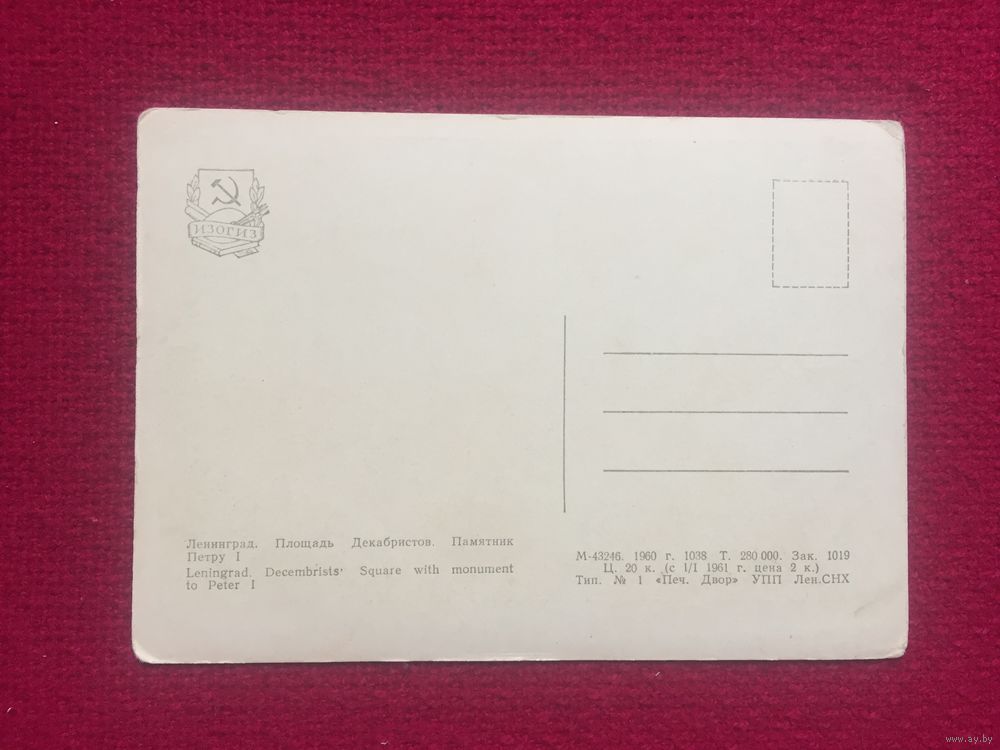 ИЗОГИЗ
Ленинград. Площадь Декабристов. Памятник
Петру I
Leningrad. Decembrists' Square with monument
to Peter I
М-43246. 1960 г. 1038 Т. 280 000. Зак. 1019
Ц. 20 к. (с 1/I 1961 г. цена 2 к.)
Тип. № 1 «Печ. Двор» УПП Лен.СНХ
www.ay.by